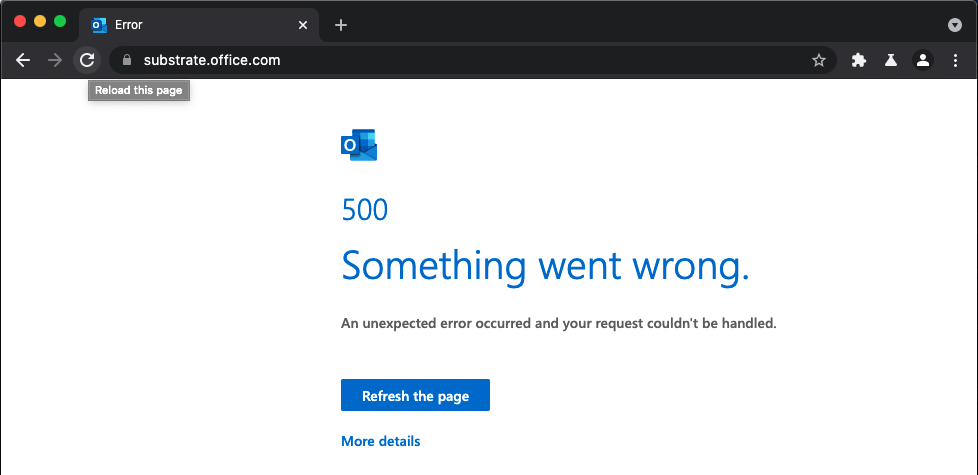 Error
substrate.office.com
Reload this page
O
500
Something went wrong.
An unexpected error occurred and your request couldn't be handled.
Refresh the page
More details